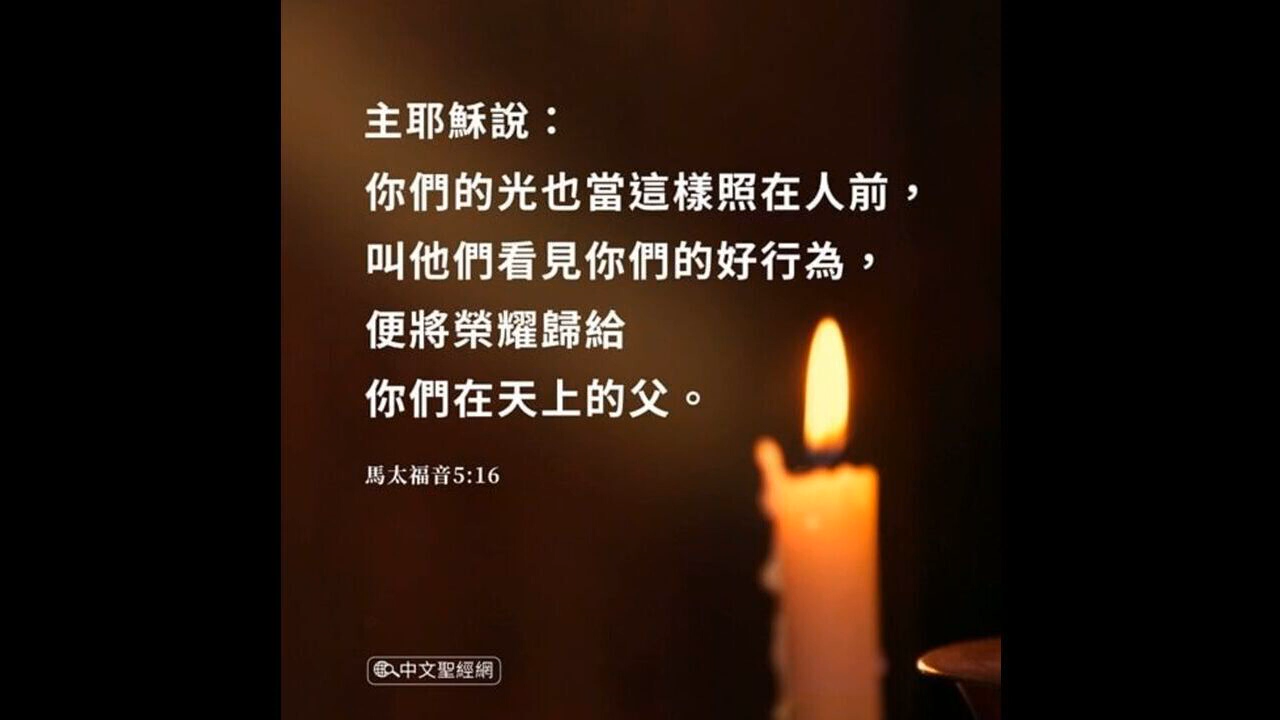 主耶穌說：
你們的光也當這樣照在人前，
叫他們看見你們的好行為，
便將榮耀歸給
你們在天上的父。
馬太福音5:16
中文聖經網